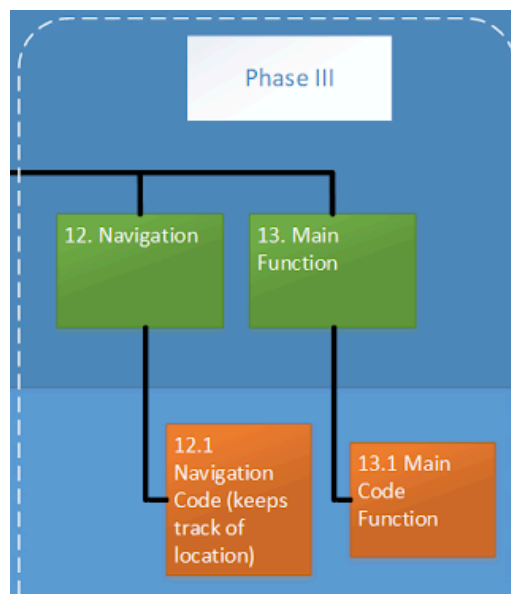 Phase III
12. Navigation
13. Main
Function
12.1
Navigation
Code (keeps
track of
location)
13.1 Main
Code
Function